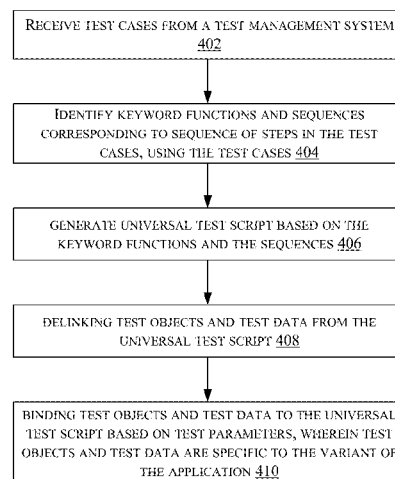 RECEIVE TEST CASES FROM A TEST MANAGEMENT SYSTEM
402
IDENTIFY KEYWORD FUNCTIONS AND SEQUENCES
CORRESPONDING TO SEQUENCE OF STEPS IN THE TEST
CASES, USING THE TEST CASES 404
GENERATE UNIVERSAL TEST SCRIPT BASED ON THE
KEYWORD FUNCTIONS AND THE SEQUENCES 406
DELINKING TEST OBJECTS AND TEST DATA FROM THE
UNIVERSAL TEST SCRIPT 408
BINDING TEST OBJECTS AND TEST DATA TO THE UNIVERSAL
TEST SCRIPT BASED ON TEST PARAMETERS, WHEREIN TEST
OBJECTS AND TEST DATA ARE SPECIFIC TO THE VARIANT OF
THE APPLICATION 410